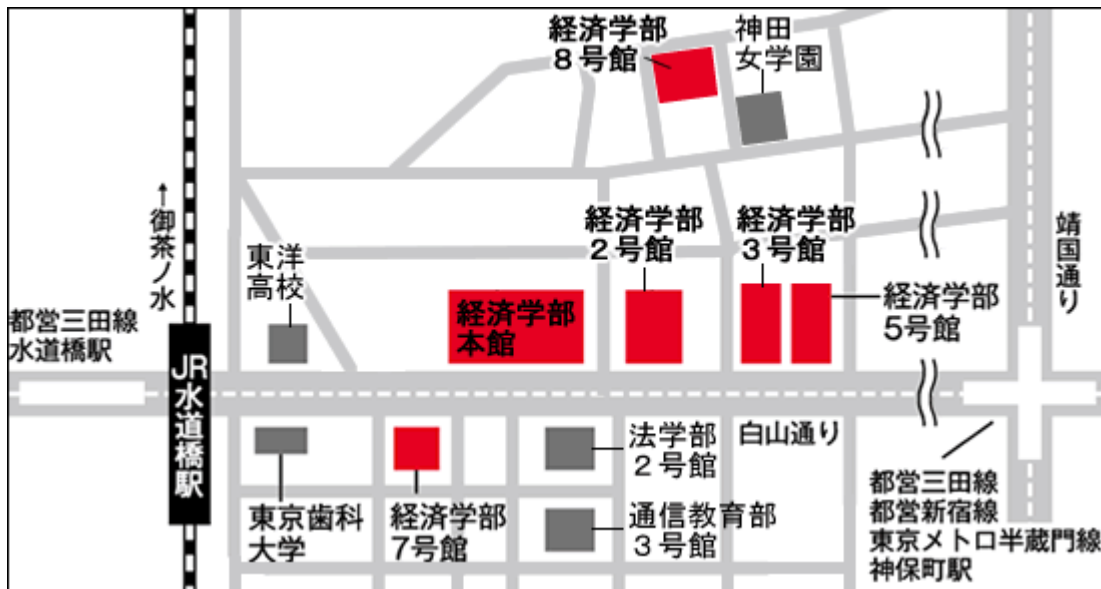 経済学部
8号館
神田
女学園
←御茶ノ水
靖国通り
経済学部
2号館
経済学部
3号館
東洋
高校
経済学部
5号館
都営三田線
水道橋駅
経済学部
本館
JR水道橋駅
法学部
2号館
白山通り
東京歯科
大学
経済学部
7号館
通信教育部
3号館
都営三田線
都営新宿線
東京メトロ半蔵門線
神保町駅